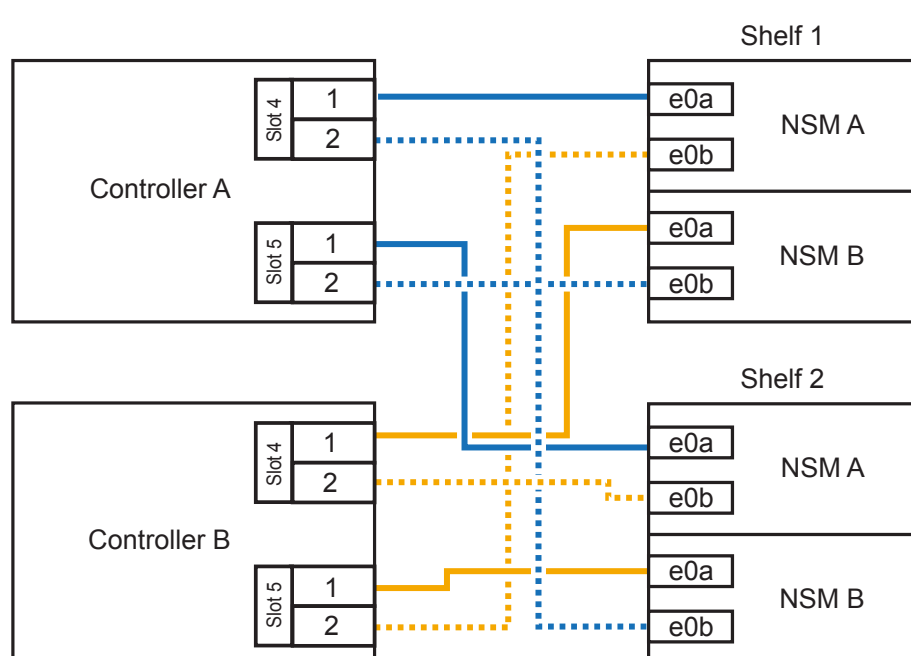 Shelf 1
Controller A
Slot 4
1
2
Slot 5
1
2
e0a
e0b
NSM A
e0a
e0b
NSM B
Shelf 2
Controller B
Slot 4
1
2
Slot 5
1
2
e0a
e0b
NSM A
e0a
e0b
NSM B